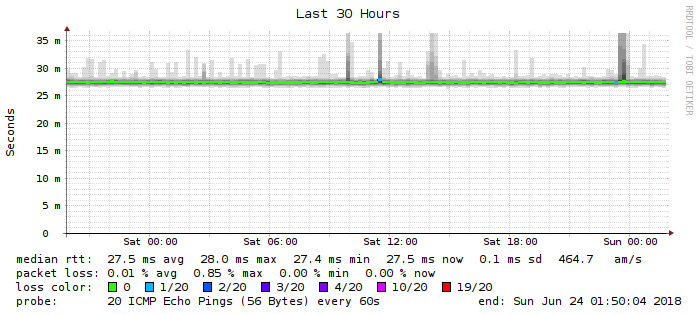 Last 30 Hours
RRDTOOL / TOBI OETIKER
Seconds
35 m
30 m
25 m
20 m
15 m
10 m
5 m
0
Sat 00:00 Sat 06:00 Sat 12:00 Sat 18:00 Sun 00:00
median rtt: 27.5 ms avg 28.0 ms max 27.4 ms min 27.5 ms now 0.1 ms sd 464.7 am/s
packet loss: 0.01 % avg 0.85 % max 0.00 % min 0.00 % now
loss color: 0 1/20 2/20 3/20 4/20 10/20 19/20
probe: 20 ICMP Echo Pings (56 Bytes) every 60s end: Sun Jun 24 01:50:04 2018